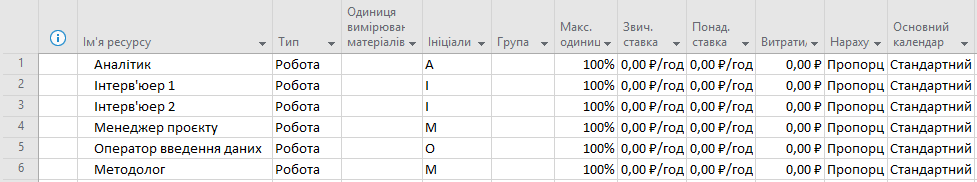 Ім'я ресурсу Тип Одиниця вимірюван матеріалів Ініціали Група Макс. одиниц Звич. ставка Понад. ставка Витрати, Нараху Основний календар
1 Аналітик Робота А 100% 0,00 ₽/год 0,00 ₽/год 0,00 ₽ Пропорц Стандартний
2 Інтерв'юер 1 Робота І 100% 0,00 ₽/год 0,00 ₽/год 0,00 ₽ Пропорц Стандартний
3 Інтерв'юер 2 Робота І 100% 0,00 ₽/год 0,00 ₽/год 0,00 ₽ Пропорц Стандартний
4 Менеджер проєкту Робота М 100% 0,00 ₽/год 0,00 ₽/год 0,00 ₽ Пропорц Стандартний
5 Оператор введення даних Робота О 100% 0,00 ₽/год 0,00 ₽/год 0,00 ₽ Пропорц Стандартний
6 Методолог Робота М 100% 0,00 ₽/год 0,00 ₽/год 0,00 ₽ Пропорц Стандартний